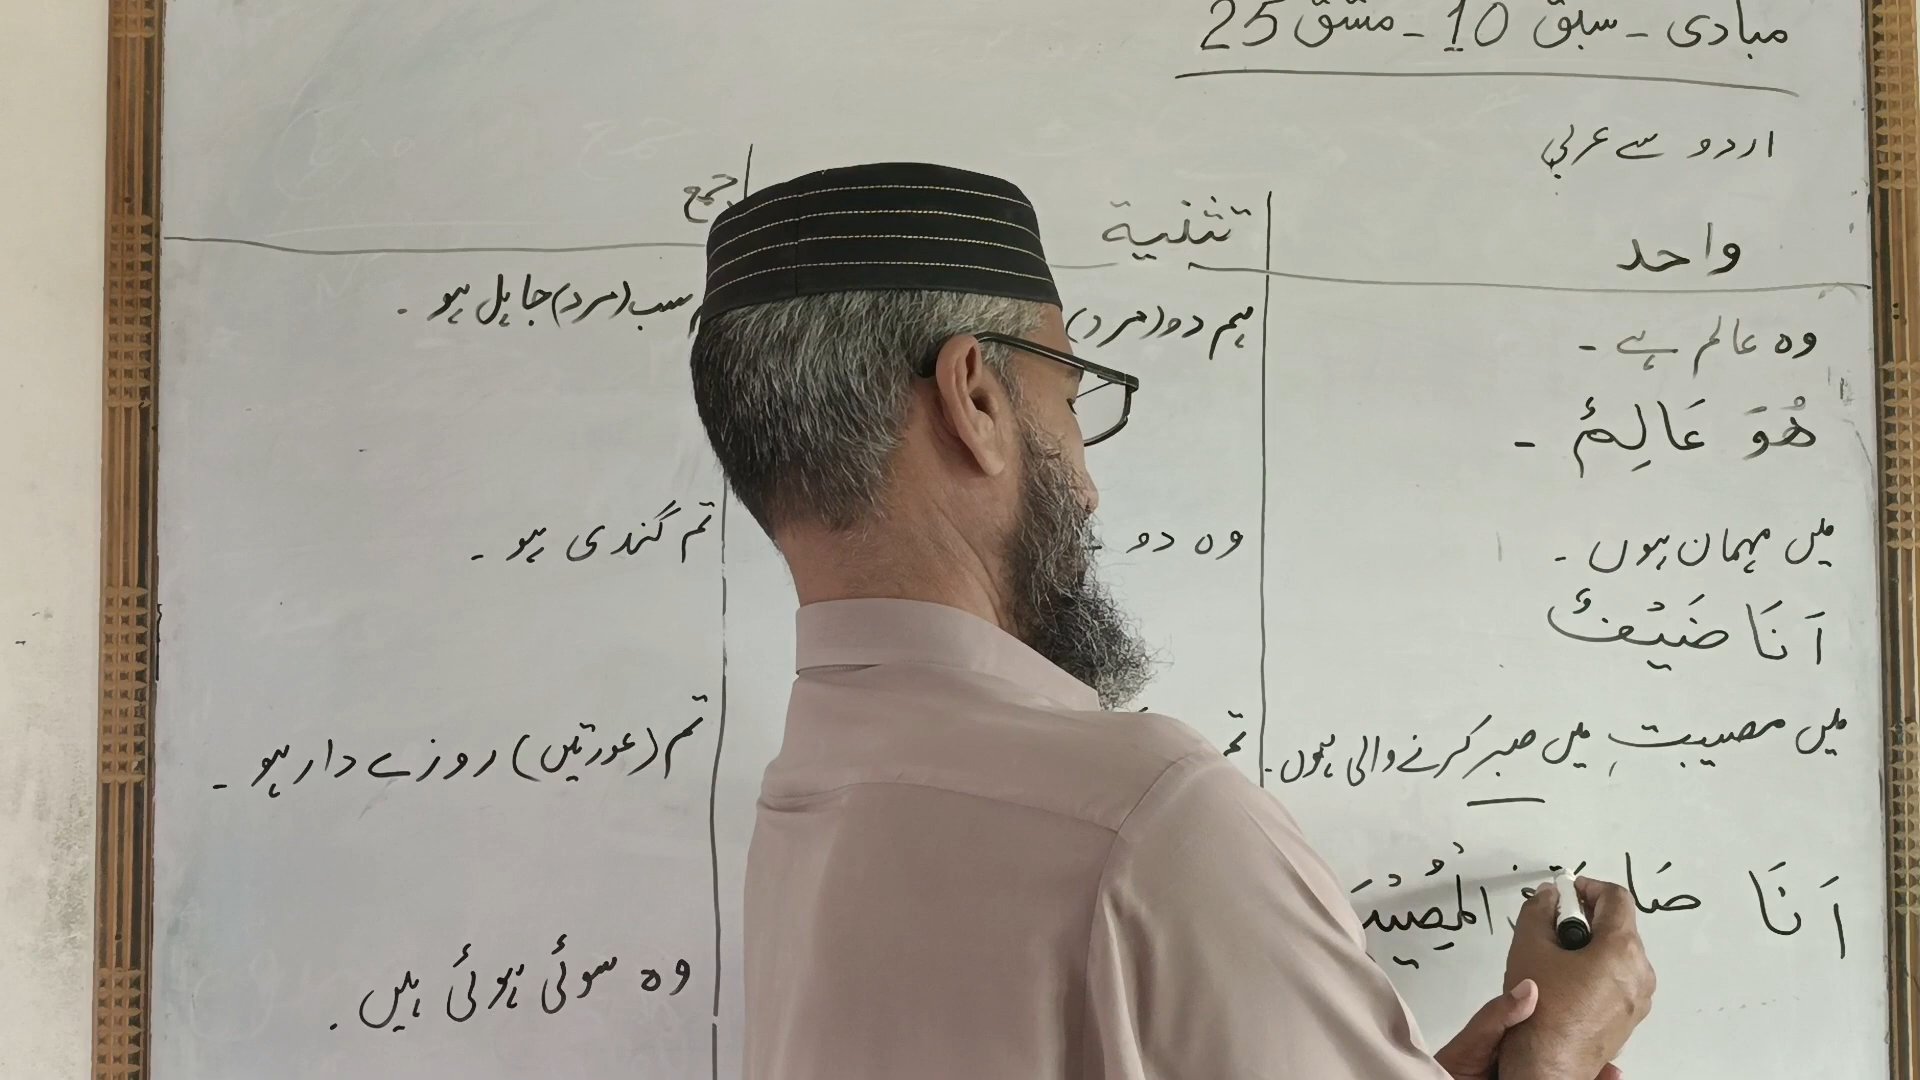 مبادی - سبق 10 - مشق 25
اردو سے عربی
واحد
تثنية
جمع
وہ عالم ہے -
هُوَ عَالِمٌ -
میں مہمان ہوں -
اَنَا ضَيْفٌ
میں مصیبت میں صبر کرنے والی ہوں -
اَنَا صَا
ہم دو (مرد)
وہ دو
سب (مرد) جاہل ہو -
تم گندی ہو -
تم (عورتیں) روزے دار ہو -
وہ سوئی ہوئی ہیں -